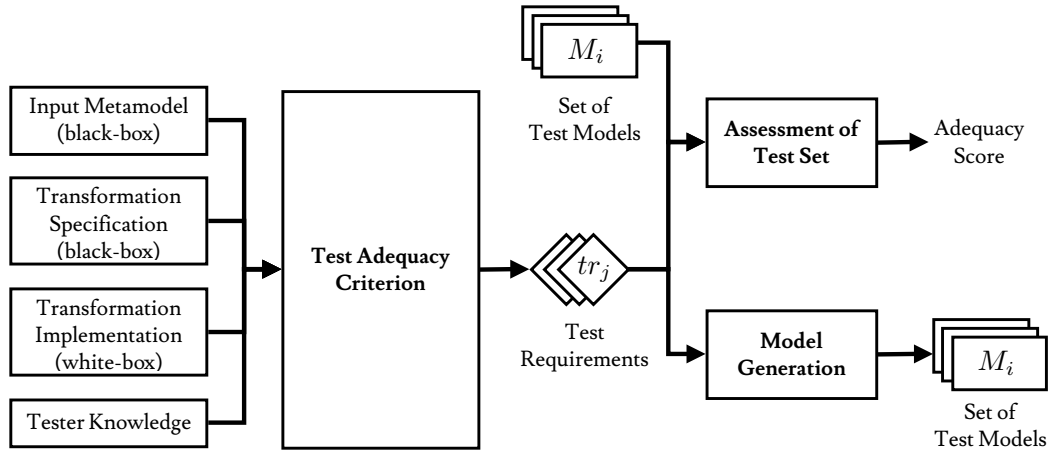 Input Metamodel
(black-box)
Transformation
Specification
(black-box)
Transformation
Implementation
(white-box)
Tester Knowledge
Test Adequacy
Criterion
M_i
Set of
Test Models
tr_j
Test
Requirements
Assessment of
Test Set
Adequacy
Score
Model
Generation
M_i
Set of
Test Models